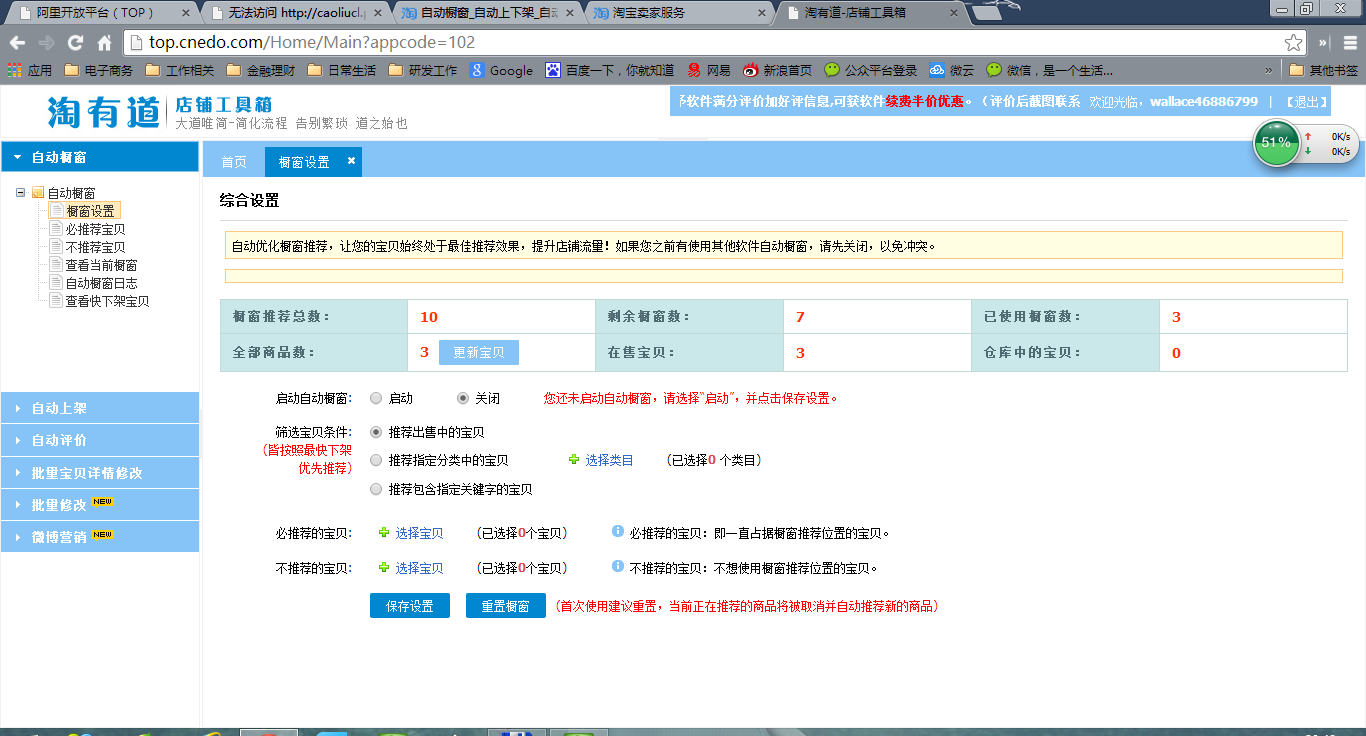 阿里开放平台（TOP）
无法访问 http://caoliucl.p
自动橱窗_自动上下架_自动
淘宝卖家服务
淘有道-店铺工具箱
top.cnedo.com/Home/Main?appcode=102
应用 电子商务 工作相关 金融理财 日常生活 研发工作 Google 百度一下，你就知道 网易 新浪首页 公众平台登录 微云 微信，是一个生活... » 其他书签
淘有道 店铺工具箱
大道唯简-简化流程 告别繁琐 道之始也
软件满分评价加好评信息,可获软件续费半价优惠。（评价后截图联系 欢迎光临，wallace46886799 | 【退出】
51% 0K/s
0K/s
自动橱窗
自动橱窗
橱窗设置
必推荐宝贝
不推荐宝贝
查看当前橱窗
自动橱窗日志
查看快下架宝贝
自动上架
自动评价
批量宝贝详情修改
批量修改 NEW
微博营销 NEW
首页 橱窗设置
综合设置
自动优化橱窗推荐，让您的宝贝始终处于最佳推荐效果，提升店铺流量！如果您之前有使用其他软件自动橱窗，请先关闭，以免冲突。
橱窗推荐总数： 10 剩余橱窗数： 7 已使用橱窗数： 3
全部商品数： 3 更新宝贝 在售宝贝： 3 仓库中的宝贝： 0
启动自动橱窗: 启动 关闭 您还未启动自动橱窗，请选择“启动”，并点击保存设置。
筛选宝贝条件: 推荐出售中的宝贝
（皆按照最快下架
优先推荐）
推荐指定分类中的宝贝 选择类目 （已选择0 个类目）
推荐包含指定关键字的宝贝
必推荐的宝贝: 选择宝贝 （已选择0个宝贝） 必推荐的宝贝：即一直占据橱窗推荐位置的宝贝。
不推荐的宝贝: 选择宝贝 （已选择0个宝贝） 不推荐的宝贝：不想使用橱窗推荐位置的宝贝。
保存设置 重置橱窗 （首次使用建议重置，当前正在推荐的商品将被取消并自动推荐新的商品）